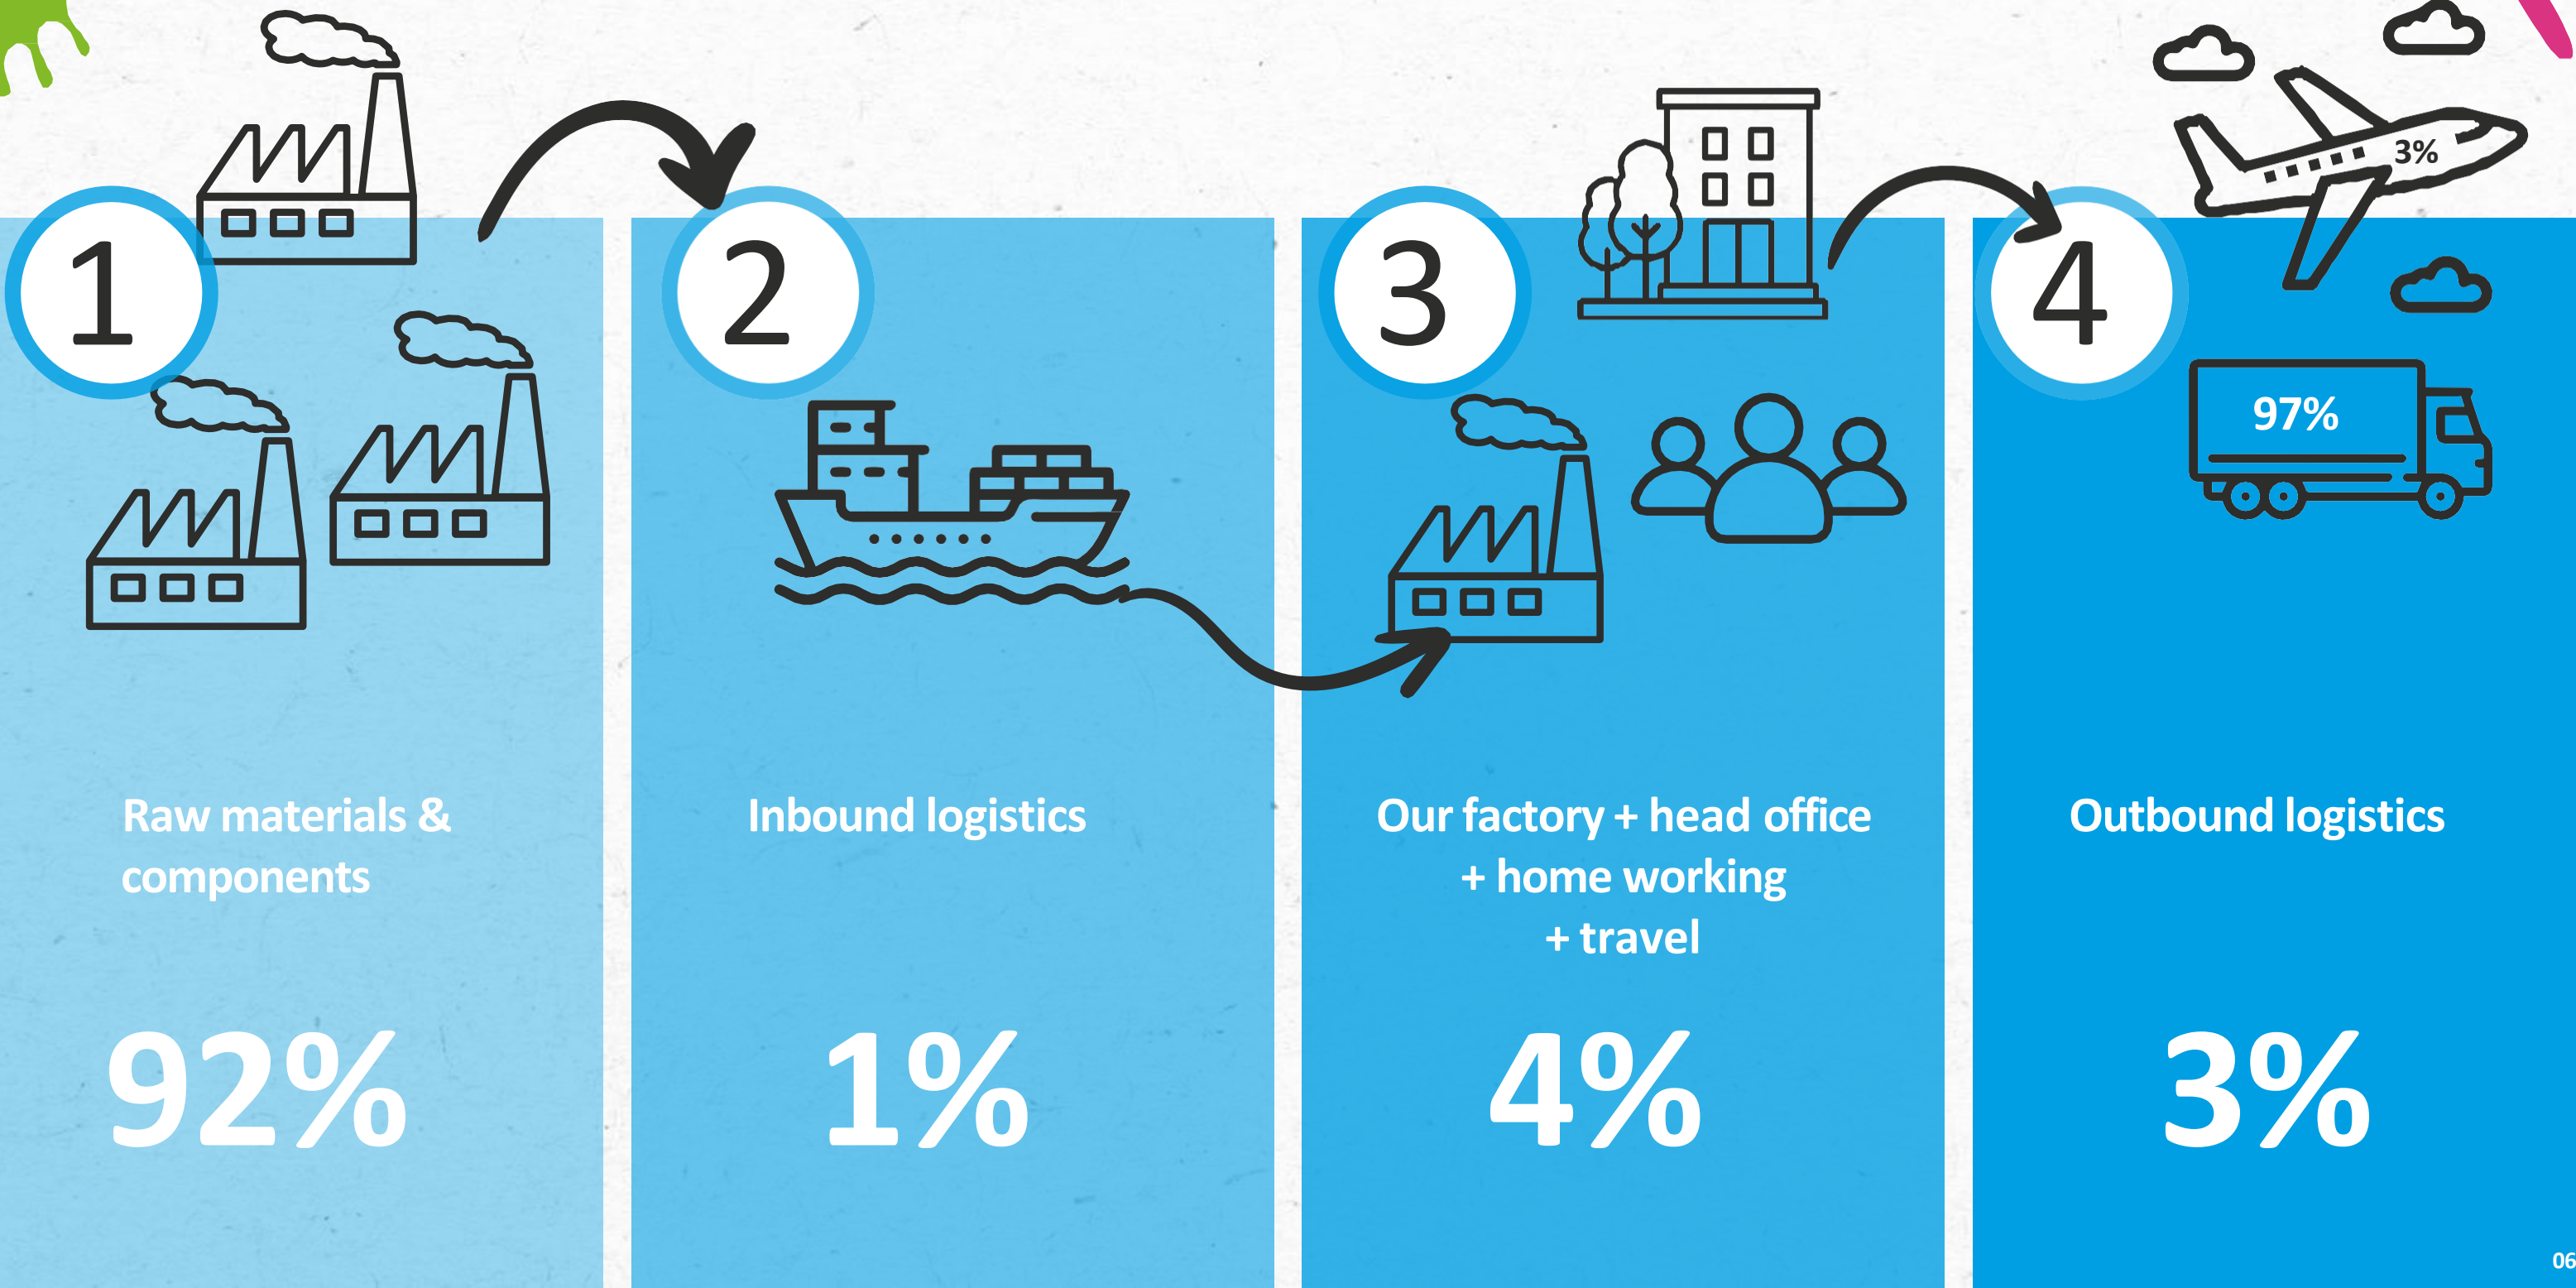 1
2
3
4
3%
97%
Raw materials &
components
92%
Inbound logistics
1%
Our factory + head office
+ home working
+ travel
4%
Outbound logistics
3%
06